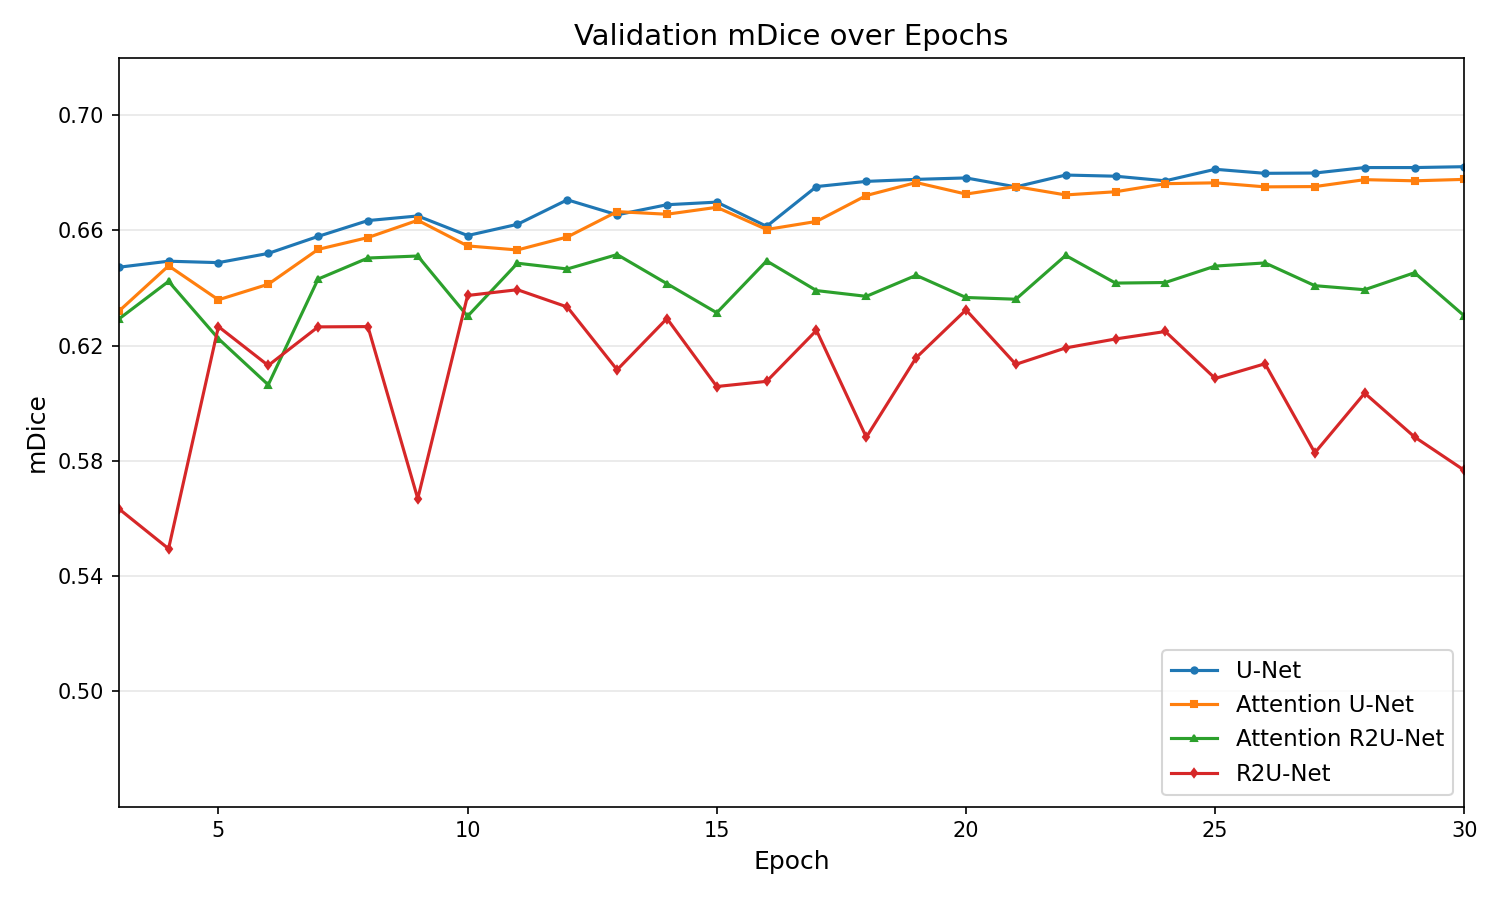 Validation mDice over Epochs
mDice
0.70
0.66
0.62
0.58
0.54
0.50
U-Net
Attention U-Net
Attention R2U-Net
R2U-Net
5 10 15 20 25 30
Epoch